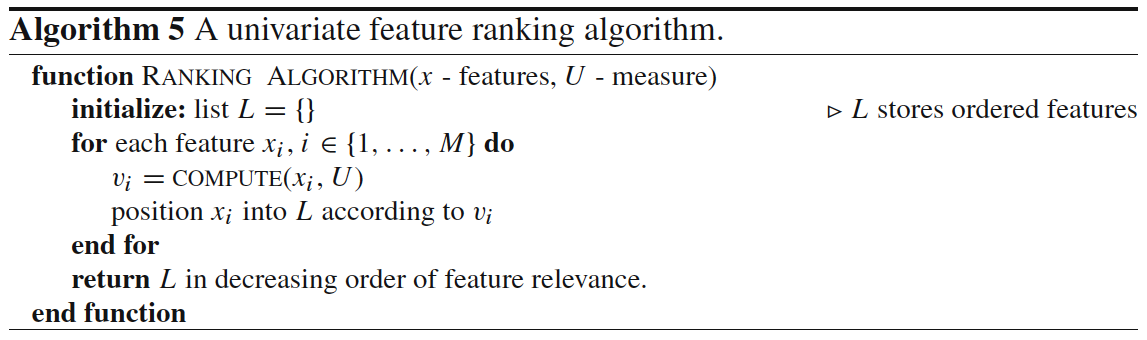 Algorithm 5 A univariate feature ranking algorithm.
function RANKING ALGORITHM(x - features, U - measure)
initialize: list L = {} ▷ L stores ordered features
for each feature xᵢ, i ∈ {1, . . . , M} do
vᵢ = COMPUTE(xᵢ, U)
position xᵢ into L according to vᵢ
end for
return L in decreasing order of feature relevance.
end function